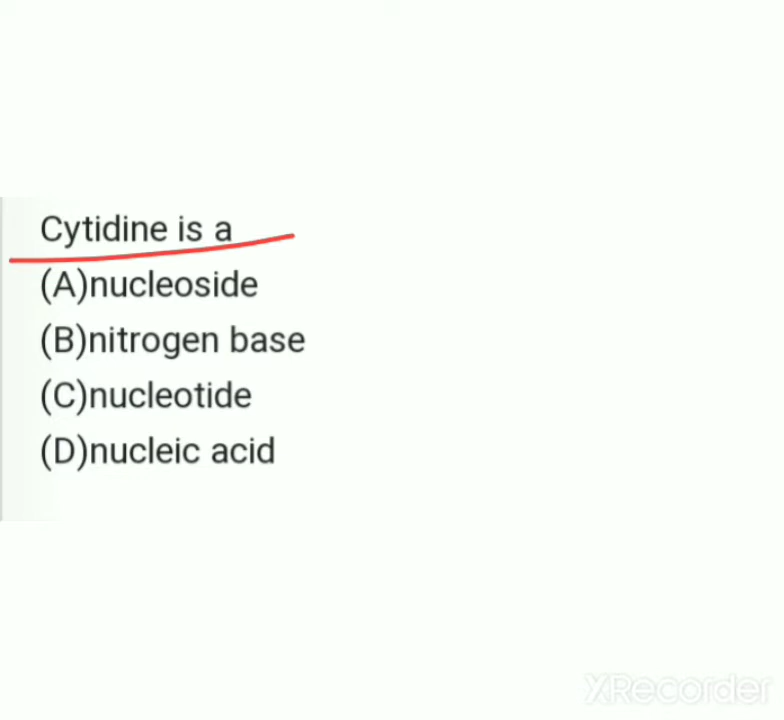 Cytidine is a
(A)nucleoside
(B)nitrogen base
(C)nucleotide
(D)nucleic acid
XRecorder